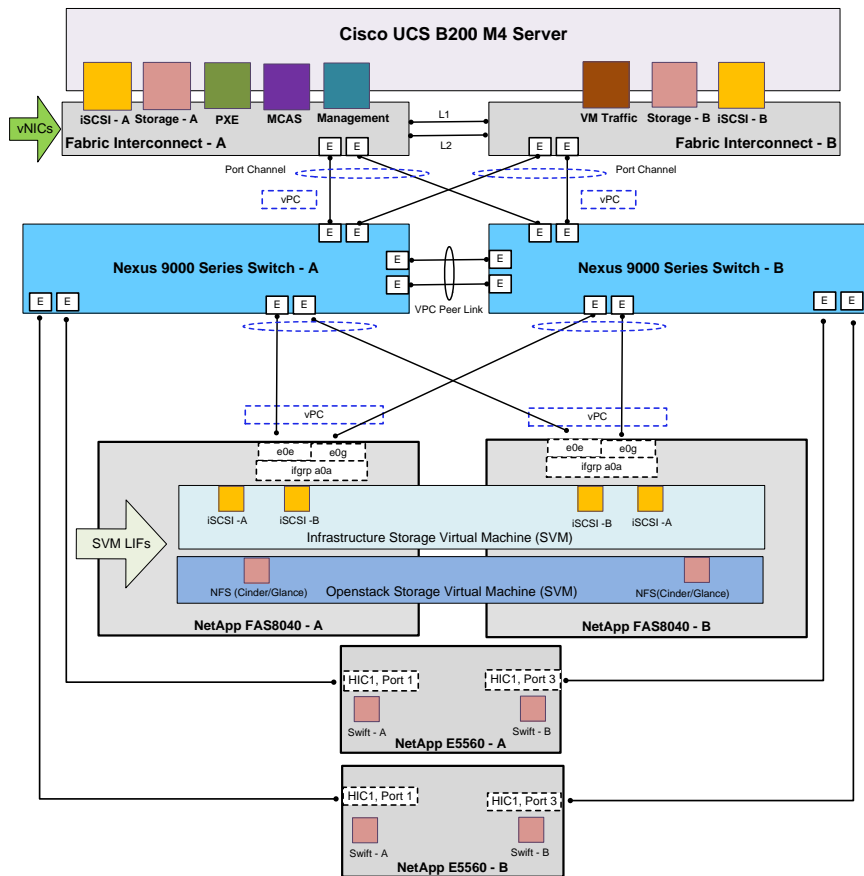 Cisco UCS B200 M4 Server
vNICs
iSCSI - A
Storage - A
PXE
MCAS
Management
L1
VM Traffic
Storage - B
iSCSI - B
Fabric Interconnect - A
L2
Fabric Interconnect - B
E
E
E
E
Port Channel
Port Channel
vPC
vPC
E
E
E
E
Nexus 9000 Series Switch - A
E
E
Nexus 9000 Series Switch - B
E
E
E
E
E
E
E
E
E
E
VPC Peer Link
E
E
vPC
vPC
e0e
e0g
e0e
e0g
ifgrp a0a
ifgrp a0a
iSCSI -A
iSCSI -B
iSCSI -B
iSCSI -A
Infrastructure Storage Virtual Machine (SVM)
SVM LIFs
NFS (Cinder/Glance)
Openstack Storage Virtual Machine (SVM)
NFS(Cinder/Glance)
NetApp FAS8040 - A
NetApp FAS8040 - B
HIC1, Port 1
HIC1, Port 3
Swift - A
Swift - B
NetApp E5560 - A
HIC1, Port 1
HIC1, Port 3
Swift - A
Swift - B
NetApp E5560 - B